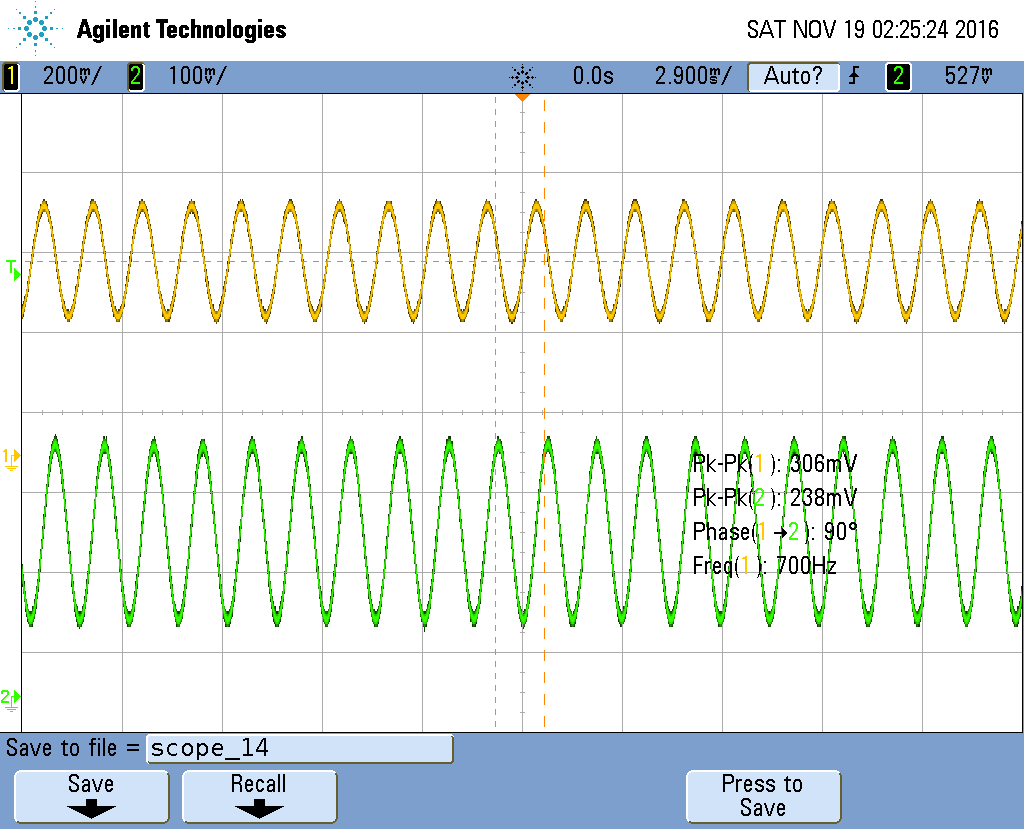 Agilent Technologies SAT NOV 19 02:25:24 2016
1 200mV/ 2 100mV/ 0.0s 2.900ms/ Auto? 2 527mV
T
1
Pk-Pk(1): 306mV
Pk-Pk(2): 238mV
Phase(1→2): 90°
Freq(1): 700Hz
2
Save to file = scope_14
Save Recall Press to
Save